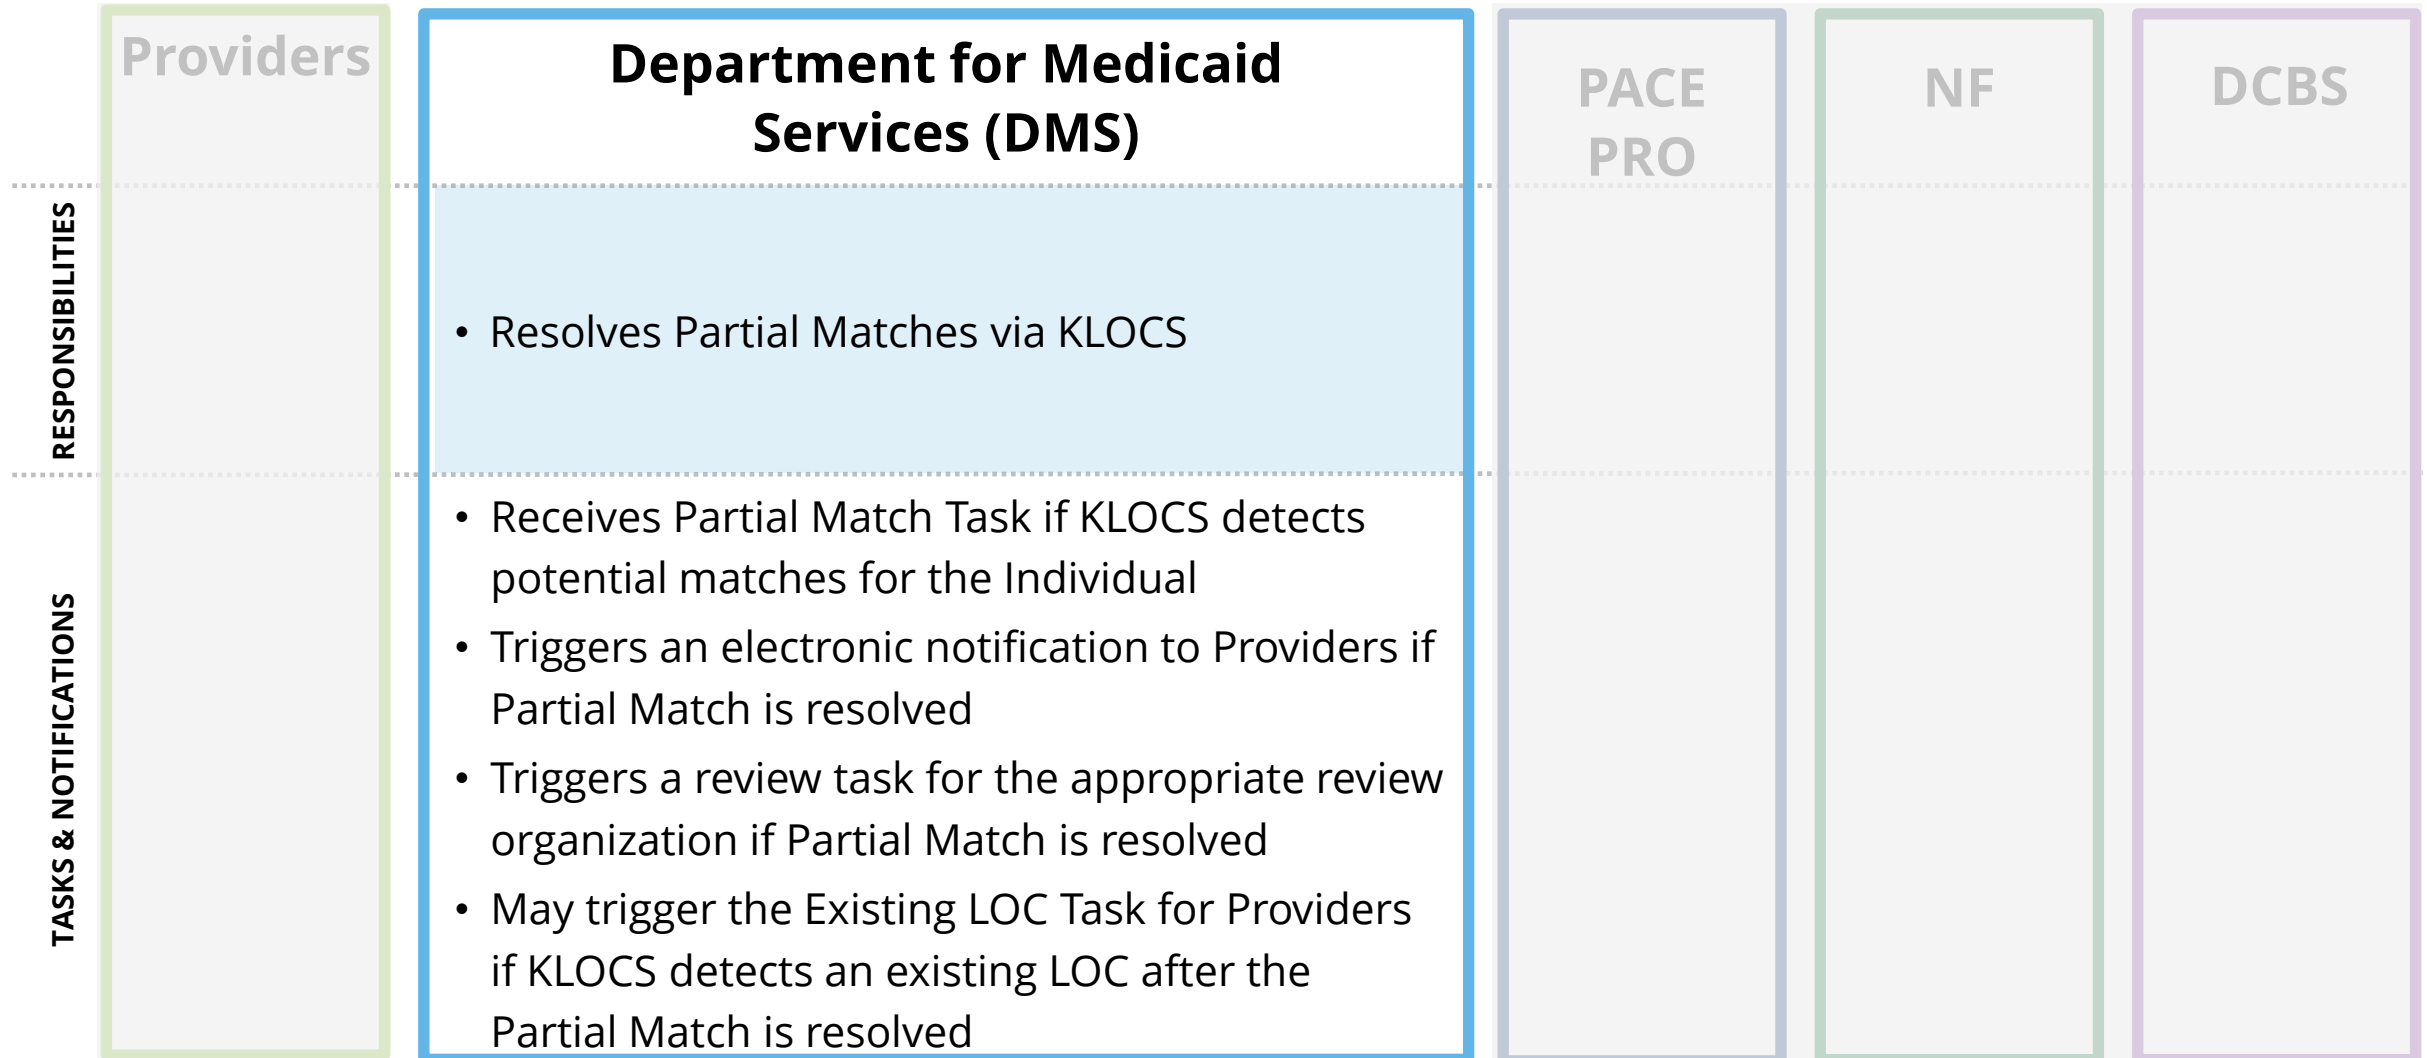 Providers
Department for Medicaid
Services (DMS)
PACE
PRO
NF
DCBS
RESPONSIBILITIES
• Resolves Partial Matches via KLOCS
TASKS & NOTIFICATIONS
• Receives Partial Match Task if KLOCS detects
potential matches for the Individual
• Triggers an electronic notification to Providers if
Partial Match is resolved
• Triggers a review task for the appropriate review
organization if Partial Match is resolved
• May trigger the Existing LOC Task for Providers
if KLOCS detects an existing LOC after the
Partial Match is resolved